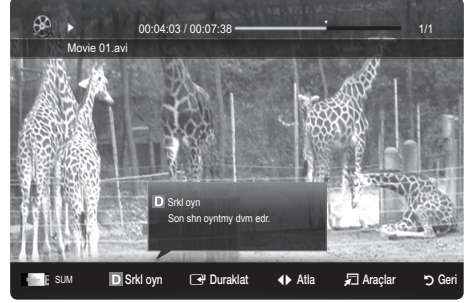 00:04:03 / 00:07:38 1/1
Movie 01.avi
D Srkl oyn
Son shn oyntmy dvm edr.
SUM D Srkl oyn Duraklat Atla Araçlar Geri